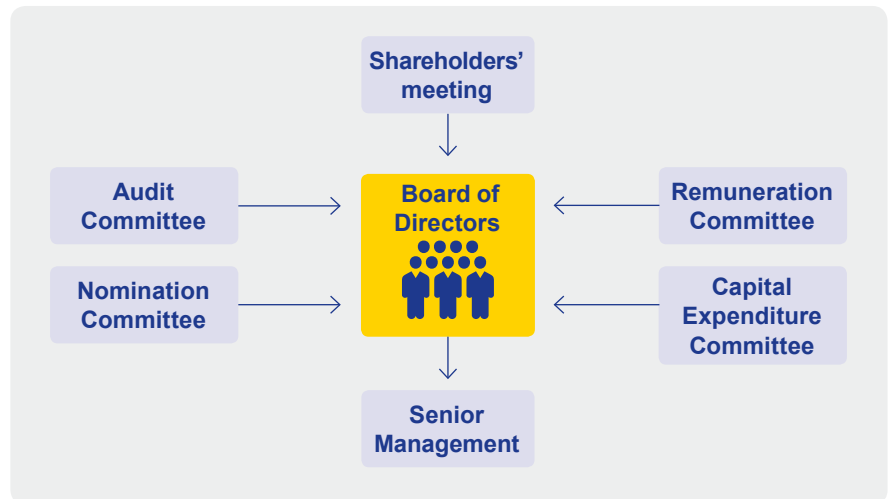 Shareholders’
meeting
Audit
Committee
Board of
Directors
Remuneration
Committee
Nomination
Committee
Capital
Expenditure
Committee
Senior
Management